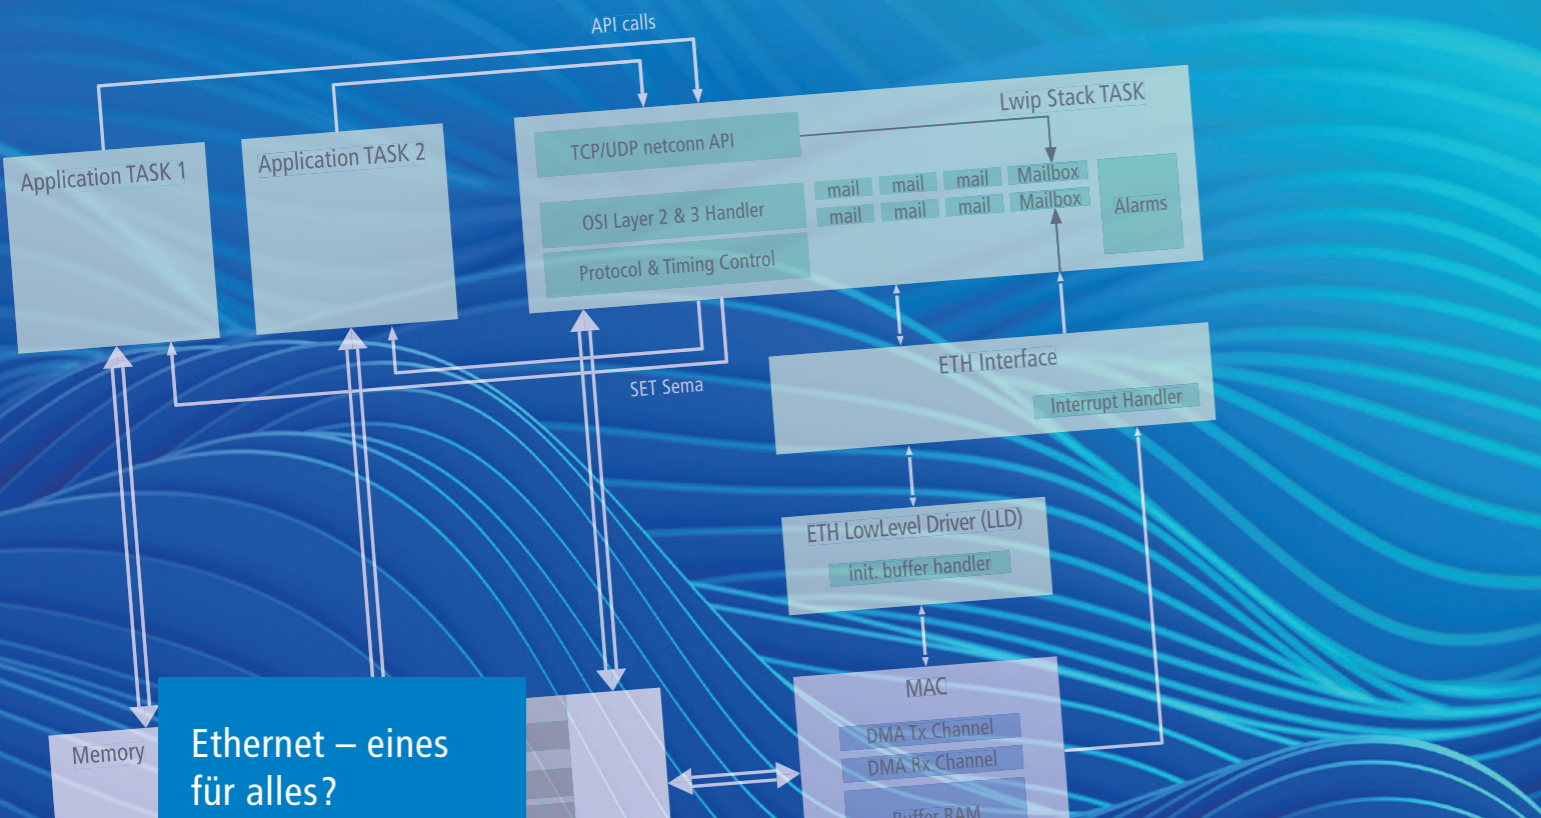 API calls
Application TASK 1
Application TASK 2
Lwip Stack TASK
TCP/UDP netconn API
OSI Layer 2 & 3 Handler
Protocol & Timing Control
mail mail mail Mailbox
mail mail mail Mailbox
Alarms
SET Sema
ETH Interface
Interrupt Handler
ETH LowLevel Driver (LLD)
init. buffer handler
MAC
DMA Tx Channel
DMA Rx Channel
Buffer RAM
Memory
Ethernet – eines
für alles?